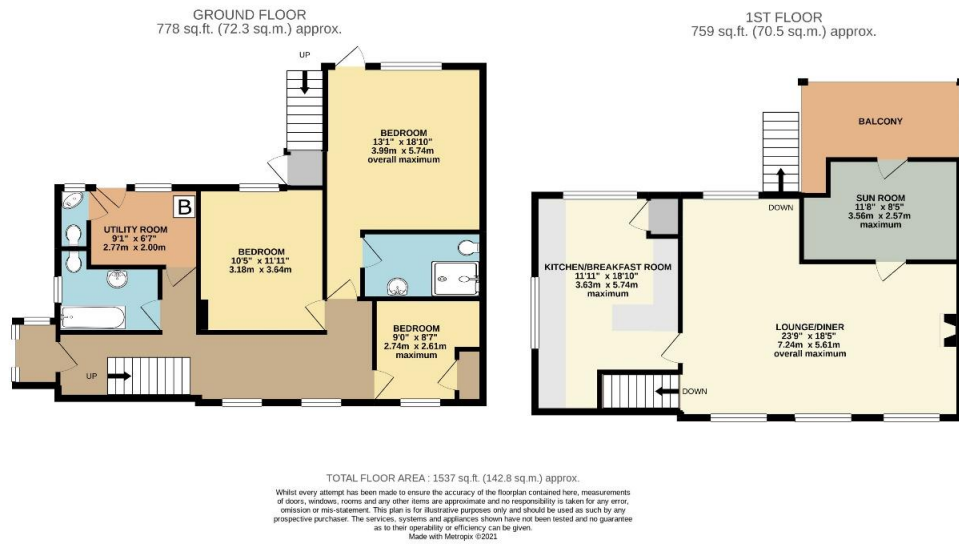 GROUND FLOOR
778 sq.ft. (72.3 sq.m.) approx.
UP
BEDROOM
13'1" x 18'10"
3.99m x 5.74m
overall maximum
B
UTILITY ROOM
9'1" x 6'7"
2.77m x 2.00m
BEDROOM
10'5" x 11'11"
3.18m x 3.64m
BEDROOM
9'0" x 8'7"
2.74m x 2.61m
maximum
UP
1ST FLOOR
759 sq.ft. (70.5 sq.m.) approx.
BALCONY
DOWN
SUN ROOM
11'8" x 8'5"
3.56m x 2.57m
maximum
KITCHEN/BREAKFAST ROOM
11'11" x 18'10"
3.63m x 5.74m
maximum
LOUNGE/DINER
23'9" x 18'5"
7.24m x 5.61m
overall maximum
DOWN
TOTAL FLOOR AREA : 1537 sq.ft. (142.8 sq.m.) approx.
Whilst every attempt has been made to ensure the accuracy of the floorplan contained here, measurements
of doors, windows, rooms and any other items are approximate and no responsibility is taken for any error,
omission or mis-statement. This plan is for illustrative purposes only and should be used as such by any
prospective purchaser. The services, systems and appliances shown have not been tested and no guarantee
as to their operability or efficiency can be given.
Made with Metropix ©2021